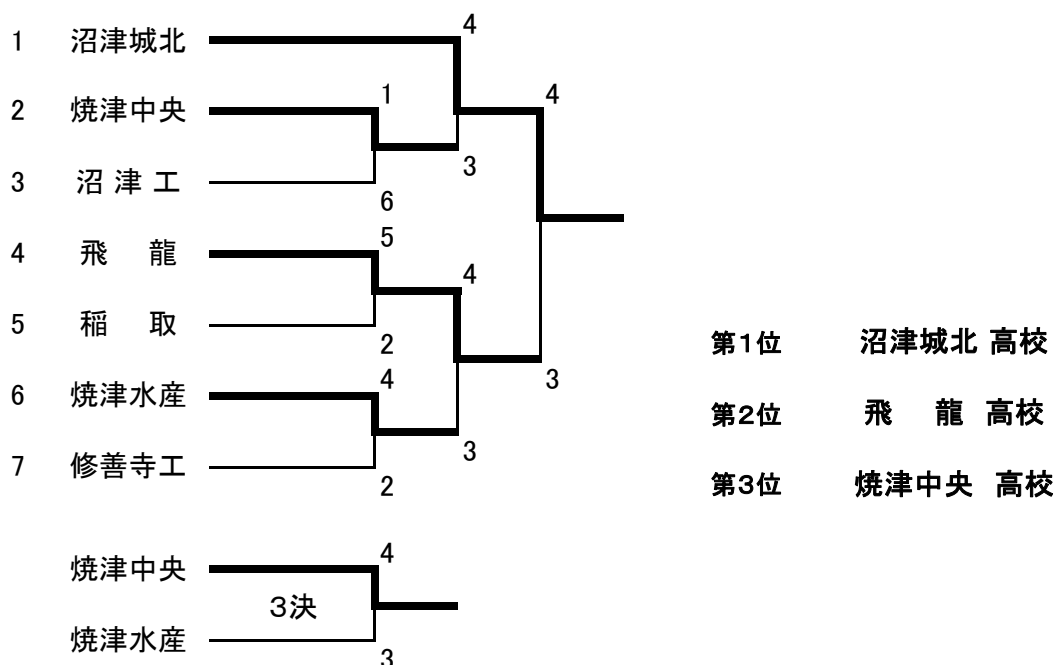 1 沼津城北
4
2 焼津中央
1
4
3
3 沼 津 工
6
4 飛 龍
5
4
5 稲 取
2
3
6 焼津水産
4
3
7 修善寺工
2
第1位 沼津城北 高校
第2位 飛 龍 高校
第3位 焼津中央 高校
焼津中央
4
3決
焼津水産
3